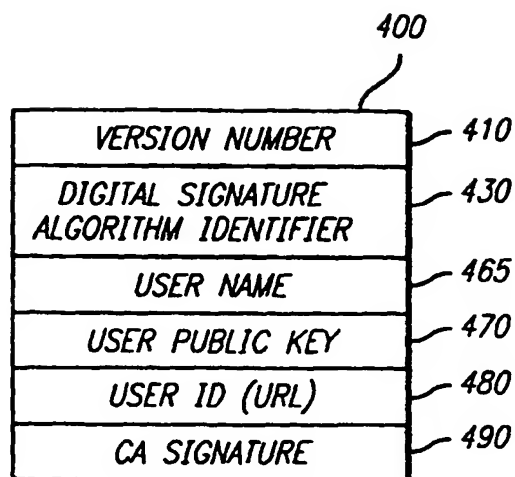 400
VERSION NUMBER 410
DIGITAL SIGNATURE
ALGORITHM IDENTIFIER 430
USER NAME 465
USER PUBLIC KEY 470
USER ID (URL) 480
CA SIGNATURE 490